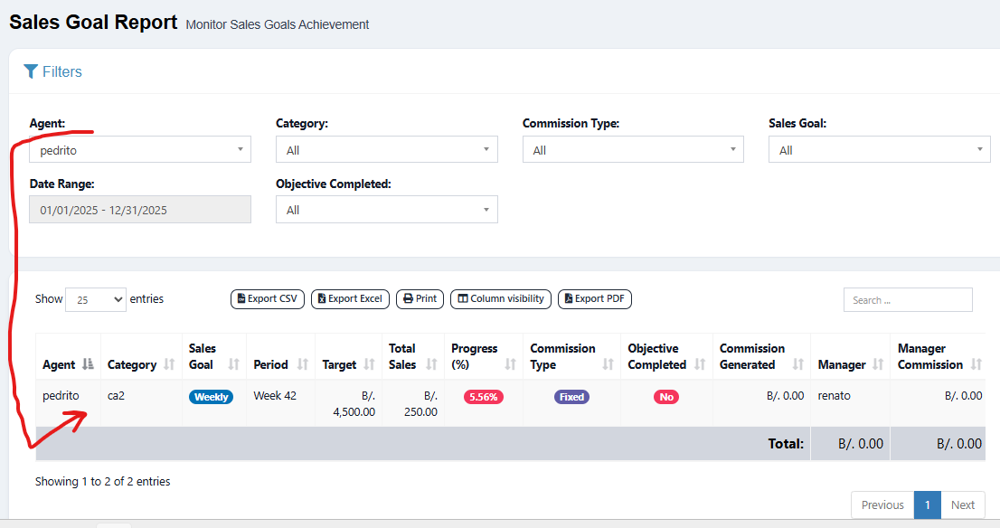 Sales Goal Report Monitor Sales Goals Achievement
Filters
Agent: Category: Commission Type: Sales Goal:
pedrito All All All
Date Range: Objective Completed:
01/01/2025 - 12/31/2025 All
Show 25 entries Export CSV Export Excel Print Column visibility Export PDF Search ...
Agent Category Sales Goal Period Target Total Sales Progress (%) Commission Type Objective Completed Commission Generated Manager Manager Commission
pedrito ca2 Weekly Week 42 B/. 4,500.00 B/. 250.00 5.56% Fixed No B/. 0.00 renato B/. 0.00
Total: B/. 0.00 B/. 0.00
Showing 1 to 2 of 2 entries
Previous 1 Next